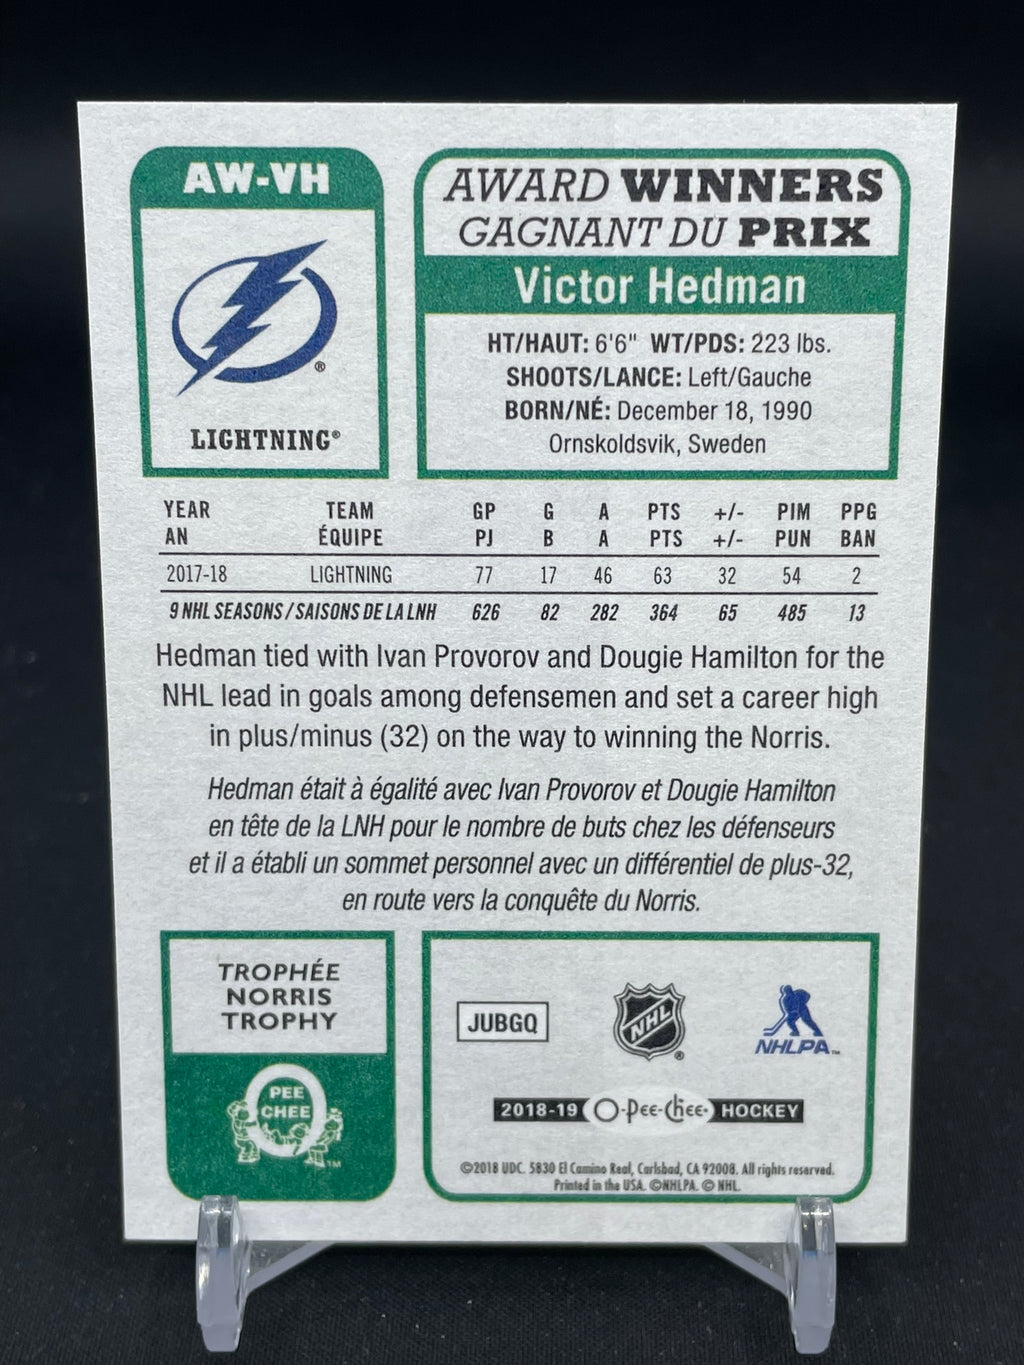 AW-VH
LIGHTNING®
AWARD WINNERS
GAGNANT DU PRIX
Victor Hedman
HT/HAUT: 6'6" WT/PDS: 223 lbs.
SHOOTS/LANCE: Left/Gauche
BORN/NÉ: December 18, 1990
Ornskoldsvik, Sweden
YEAR TEAM GP G A PTS +/- PIM PPG
AN ÉQUIPE PJ B A PTS +/- PUN BAN
2017-18 LIGHTNING 77 17 46 63 32 54 2
9 NHL SEASONS / SAISONS DE LA LNH 626 82 282 364 65 485 13
Hedman tied with Ivan Provorov and Dougie Hamilton for the
NHL lead in goals among defensemen and set a career high
in plus/minus (32) on the way to winning the Norris.
Hedman était à égalité avec Ivan Provorov et Dougie Hamilton
en tête de la LNH pour le nombre de buts chez les défenseurs
et il a établi un sommet personnel avec un différentiel de plus-32,
en route vers la conquête du Norris.
TROPHÉE
NORRIS
TROPHY
PEE
CHEE
TM
JUBGQ
NHL®
NHLPA™
2018-19 O-Pee-Chee® HOCKEY
©2018 UDC. 5830 El Camino Real, Carlsbad, CA 92008. All rights reserved.
Printed in the USA. ©NHLPA. © NHL.